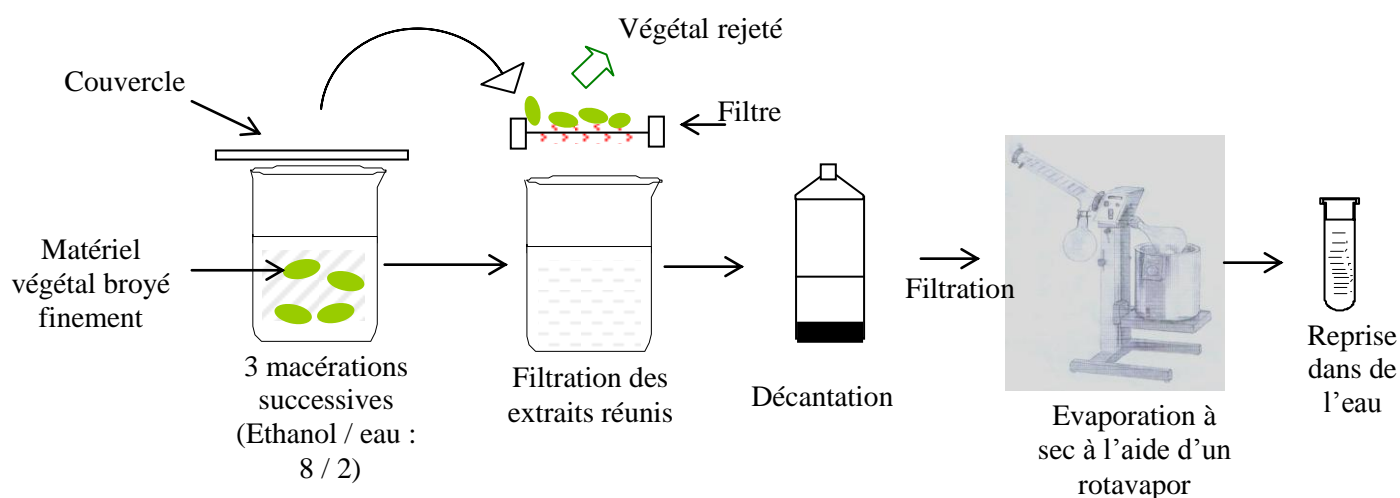 Végétal rejeté
Couvercle
Filtre
Matériel
végétal broyé
finement
Filtration
3 macérations
successives
(Ethanol / eau :
8 / 2)
Filtration des
extraits réunis
Décantation
Evaporation à
sec à l’aide d’un
rotavapor
Reprise
dans de
l’eau